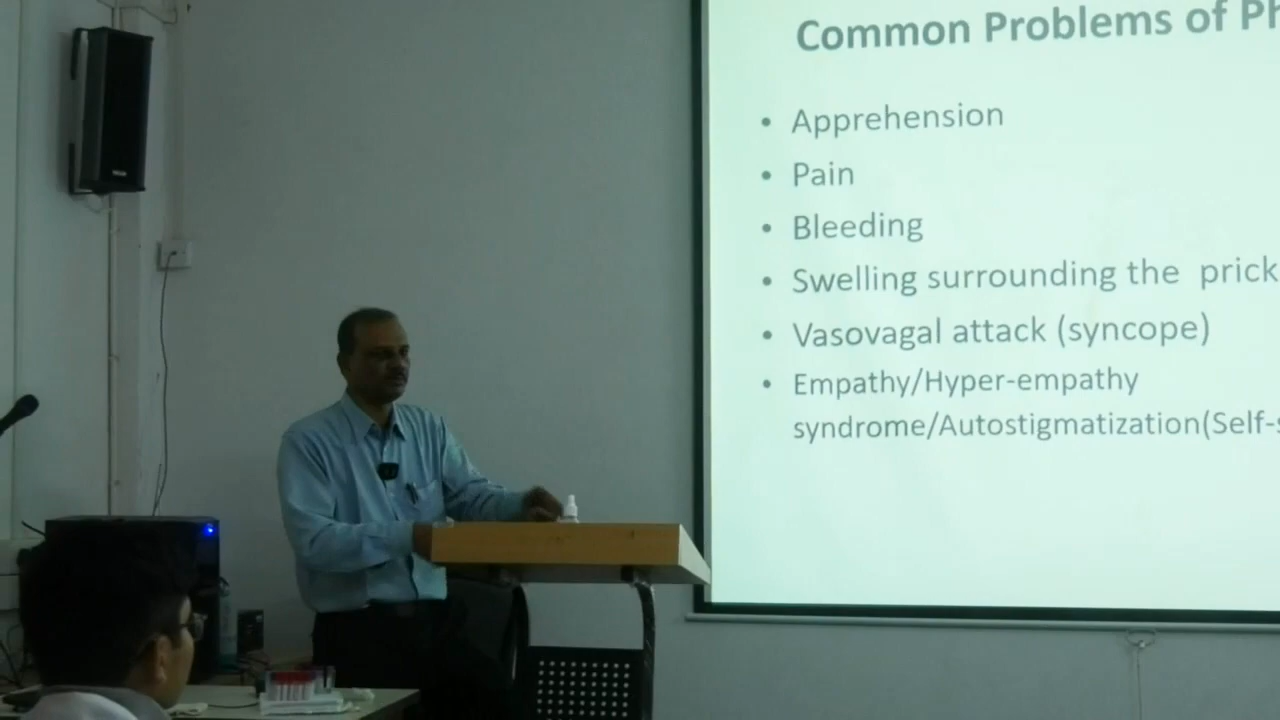 Common Problems of Ph
• Apprehension
• Pain
• Bleeding
• Swelling surrounding the prick
• Vasovagal attack (syncope)
• Empathy/Hyper-empathy
syndrome/Autostigmatization(Self-s